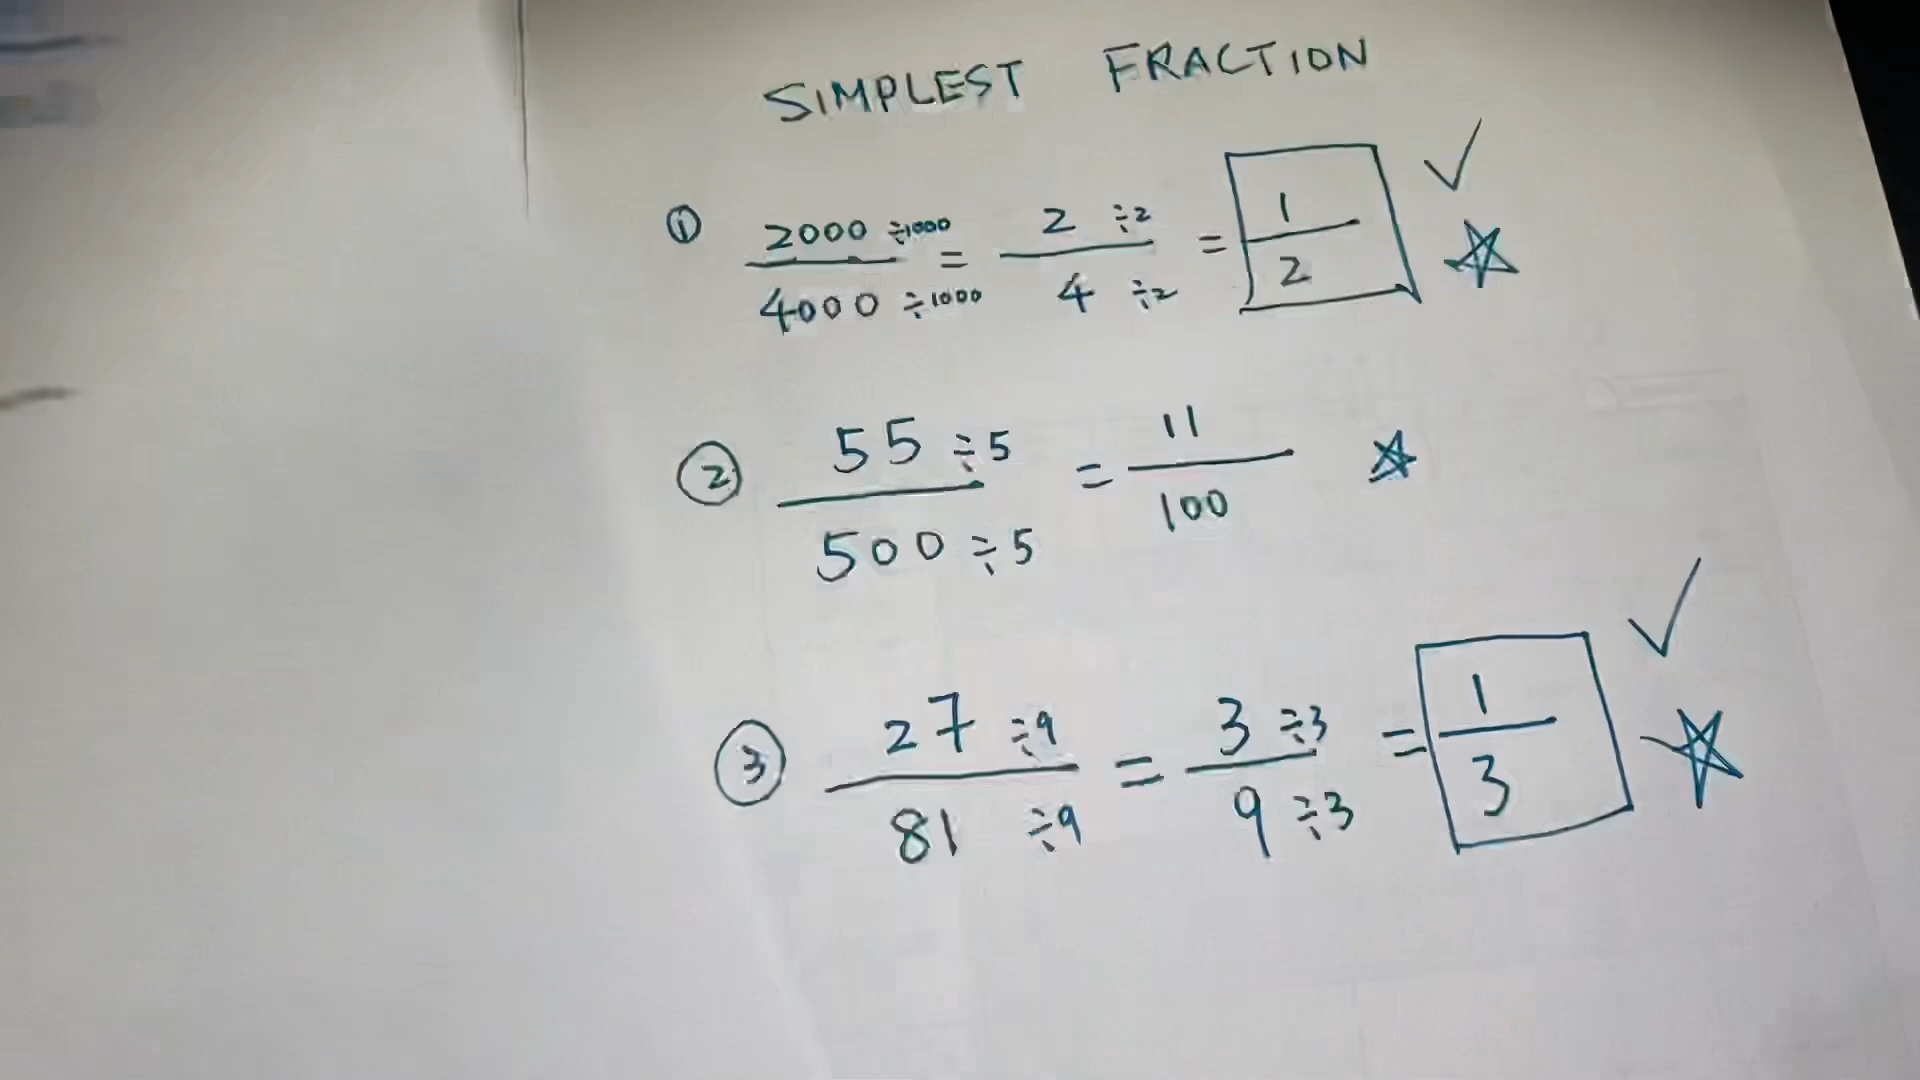 SIMPLEST FRACTION
① 2000 ÷1000 / 4000 ÷1000 = 2 ÷2 / 4 ÷2 = 1 / 2 ✓ ☆
② 55 ÷5 / 500 ÷5 = 11 / 100 ☆
③ 27 ÷9 / 81 ÷9 = 3 ÷3 / 9 ÷3 = 1 / 3 ✓ ☆